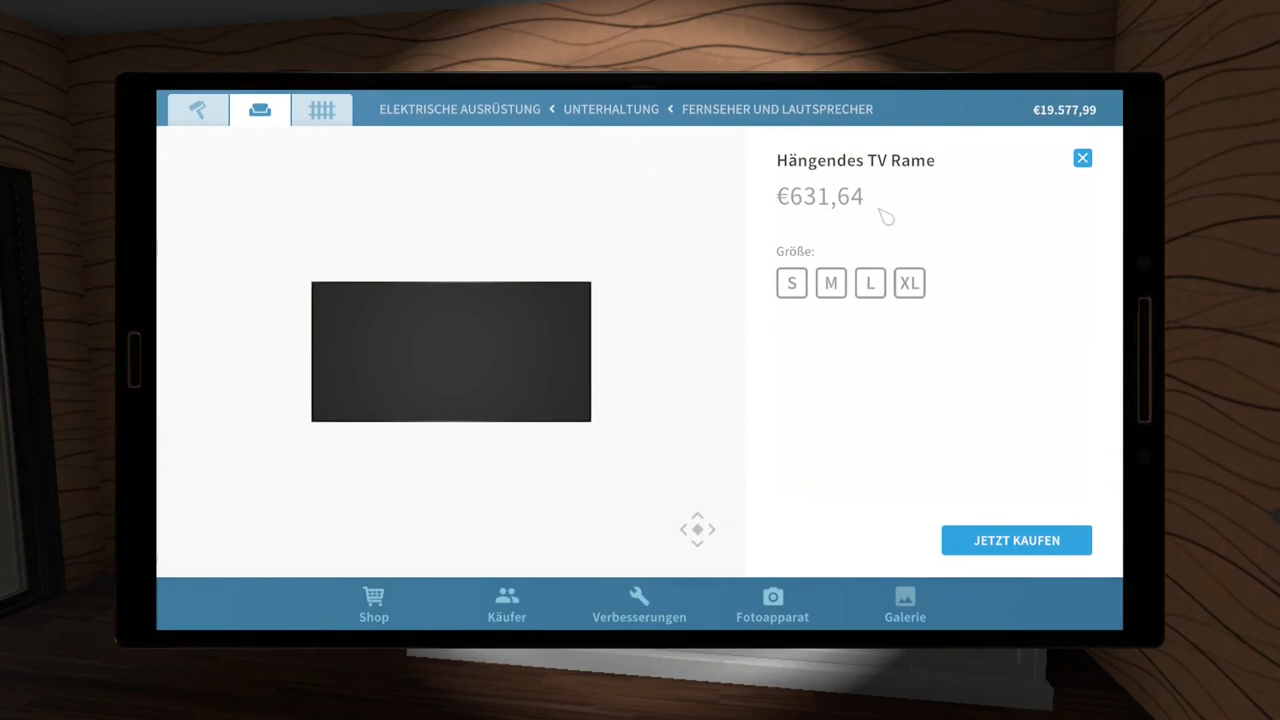 ELEKTRISCHE AUSRÜSTUNG < UNTERHALTUNG < FERNSEHER UND LAUTSPRECHER
€19.577,99
Hängendes TV Rame
€631,64
Größe:
S M L XL
JETZT KAUFEN
Shop Käufer Verbesserungen Fotoapparat Galerie